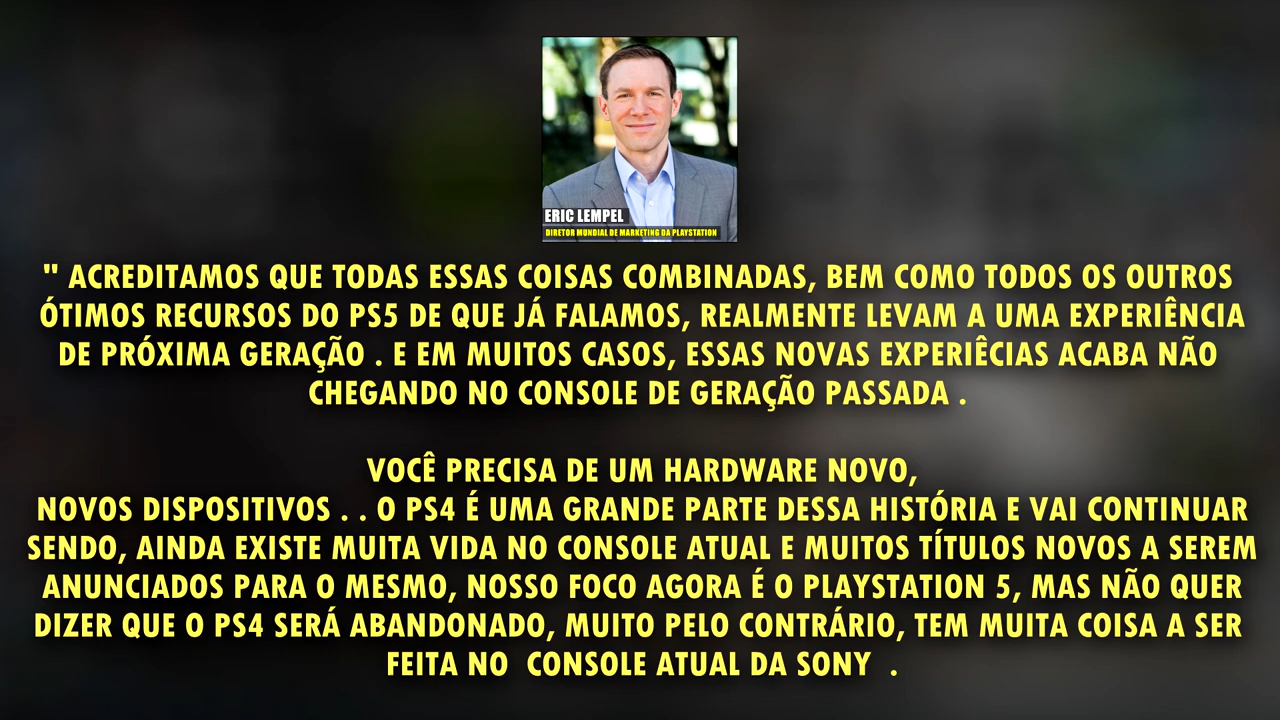 ERIC LEMPEL
DIRETOR MUNDIAL DE MARKETING DA PLAYSTATION
" ACREDITAMOS QUE TODAS ESSAS COISAS COMBINADAS, BEM COMO TODOS OS OUTROS
ÓTIMOS RECURSOS DO PS5 DE QUE JÁ FALAMOS, REALMENTE LEVAM A UMA EXPERIÊNCIA
DE PRÓXIMA GERAÇÃO . E EM MUITOS CASOS, ESSAS NOVAS EXPERIÊCIAS ACABA NÃO
CHEGANDO NO CONSOLE DE GERAÇÃO PASSADA .
VOCÊ PRECISA DE UM HARDWARE NOVO,
NOVOS DISPOSITIVOS . . O PS4 É UMA GRANDE PARTE DESSA HISTÓRIA E VAI CONTINUAR
SENDO, AINDA EXISTE MUITA VIDA NO CONSOLE ATUAL E MUITOS TÍTULOS NOVOS A SEREM
ANUNCIADOS PARA O MESMO, NOSSO FOCO AGORA É O PLAYSTATION 5, MAS NÃO QUER
DIZER QUE O PS4 SERÁ ABANDONADO, MUITO PELO CONTRÁRIO, TEM MUITA COISA A SER
FEITA NO  CONSOLE ATUAL DA SONY  .